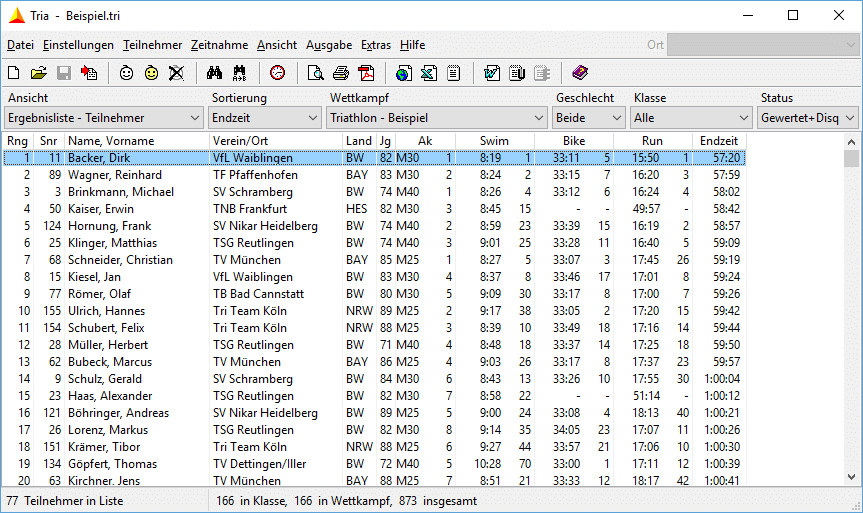 Tria - Beispiel.tri
Datei Einstellungen Teilnehmer Zeitnahme Ansicht Ausgabe Extras Hilfe Ort
Ansicht Sortierung Wettkampf Geschlecht Klasse Status
Ergebnisliste - Teilnehmer Endzeit Triathlon - Beispiel Beide Alle Gewertet+Disq
Rng Snr Name, Vorname Verein/Ort Land Jg Ak Swim Bike Run Endzeit
1 11 Backer, Dirk VfL Waiblingen BW 82 M30 1 8:19 1 33:11 5 15:50 1 57:20
2 89 Wagner, Reinhard TF Pfaffenhofen BAY 83 M30 2 8:24 2 33:15 7 16:20 3 57:59
3 3 Brinkmann, Michael SV Schramberg BW 74 M40 1 8:26 4 33:12 6 16:24 4 58:02
4 50 Kaiser, Erwin TNB Frankfurt HES 82 M30 3 8:45 15 - - 49:57 - 58:42
5 124 Hornung, Frank SV Nikar Heidelberg BW 74 M40 2 8:59 23 33:39 15 16:19 2 58:57
6 25 Klinger, Matthias TSG Reutlingen BW 74 M40 3 9:01 25 33:28 11 16:40 5 59:09
7 68 Schneider, Christian TV München BAY 85 M25 1 8:27 5 33:07 3 17:45 26 59:19
8 15 Kiesel, Jan VfL Waiblingen BW 83 M30 4 8:37 8 33:46 17 17:01 8 59:24
9 77 Römer, Olaf TB Bad Cannstatt BW 80 M30 5 9:09 30 33:17 8 17:00 7 59:26
10 155 Ulrich, Hannes Tri Team Köln NRW 89 M25 2 9:17 38 33:05 2 17:20 15 59:42
11 154 Schubert, Felix Tri Team Köln NRW 88 M25 3 8:39 10 33:49 18 17:16 14 59:44
12 28 Müller, Herbert TSG Reutlingen BW 71 M40 4 8:48 18 33:37 14 17:25 18 59:50
13 62 Bubeck, Marcus TV München BAY 86 M25 4 9:03 26 33:17 8 17:37 23 59:57
14 9 Schulz, Gerald SV Schramberg BW 84 M30 6 8:43 13 33:26 10 17:55 30 1:00:04
15 23 Haas, Alexander TSG Reutlingen BW 82 M30 7 8:58 22 - - 51:14 - 1:00:12
16 121 Böhringer, Andreas SV Nikar Heidelberg BW 89 M25 5 9:00 24 33:08 4 18:13 40 1:00:21
17 26 Lorenz, Markus TSG Reutlingen BW 82 M30 8 9:14 35 34:05 23 17:07 11 1:00:26
18 151 Krämer, Tibor Tri Team Köln NRW 88 M25 6 9:27 44 33:57 21 17:06 10 1:00:30
19 134 Göpfert, Thomas TV Dettingen/Iller BW 72 M40 5 10:28 70 33:00 1 17:11 12 1:00:39
20 63 Kirchner, Jens TV München BAY 84 M30 9 8:51 21 33:33 12 18:17 42 1:00:41
77 Teilnehmer in Liste 166 in Klasse, 166 in Wettkampf, 873 insgesamt